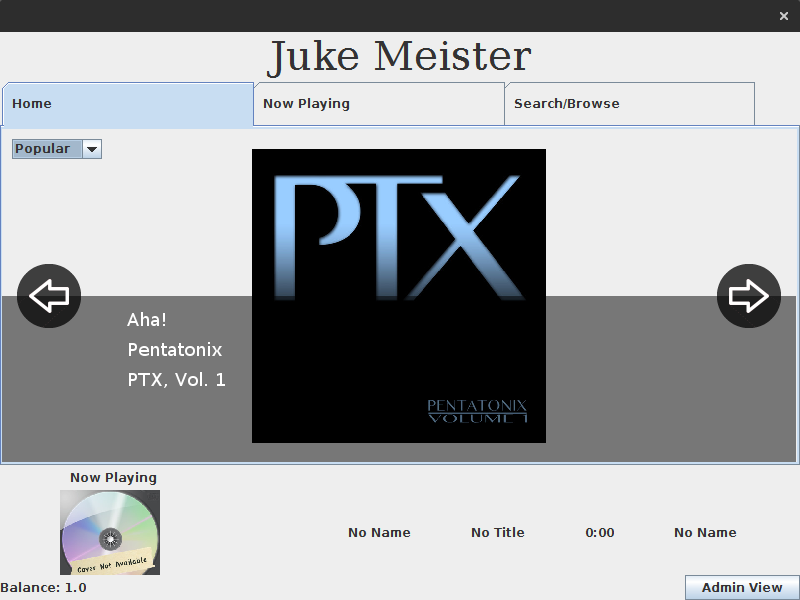 Juke Meister
Home
Now Playing
Search/Browse
Popular
PTX
Aha!
Pentatonix
PTX, Vol. 1
PENTATONIX
VOLUME 1
Now Playing
Cover Not Available
No Name
No Title
0:00
No Name
Balance: 1.0
Admin View